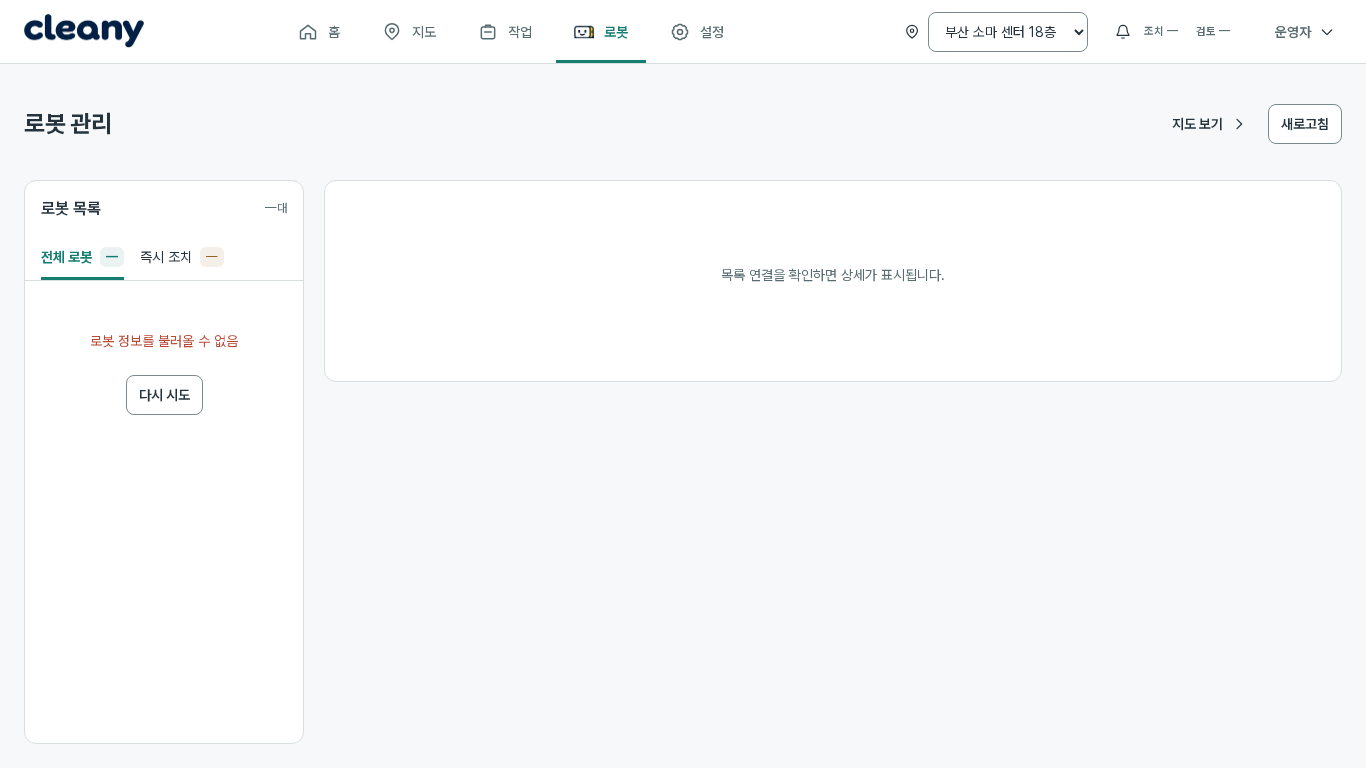 cleany
홈
지도
작업
로봇
설정
부산 소마 센터 18층
조치 —
검토 —
운영자
로봇 관리
지도 보기
새로고침
로봇 목록
—대
전체 로봇 —
즉시 조치 —
로봇 정보를 불러올 수 없음
다시 시도
목록 연결을 확인하면 상세가 표시됩니다.